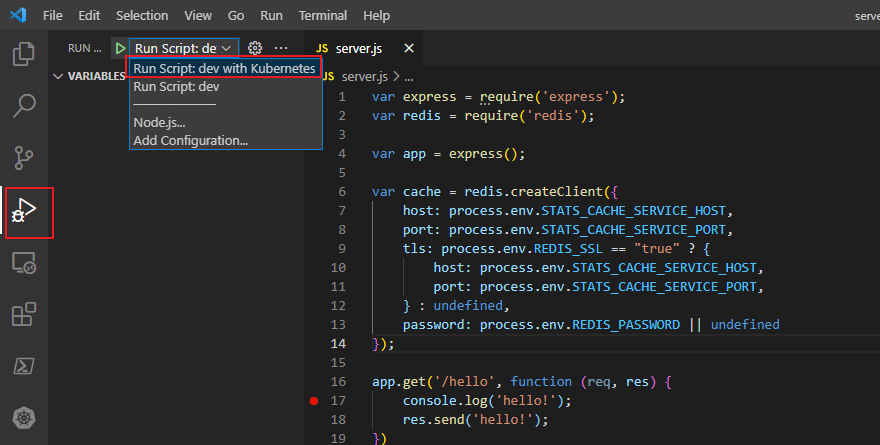 File Edit Selection View Go Run Terminal Help serve
RUN ... Run Script: de ···
VARIABLES
Run Script: dev with Kubernetes
Run Script: dev
Node.js...
Add Configuration...
JS server.js
JS server.js > ...
1 var express = require('express');
2 var redis = require('redis');
3
4 var app = express();
5
6 var cache = redis.createClient({
7 host: process.env.STATS_CACHE_SERVICE_HOST,
8 port: process.env.STATS_CACHE_SERVICE_PORT,
9 tls: process.env.REDIS_SSL == "true" ? {
10 host: process.env.STATS_CACHE_SERVICE_HOST,
11 port: process.env.STATS_CACHE_SERVICE_PORT,
12 } : undefined,
13 password: process.env.REDIS_PASSWORD || undefined
14 });
15
16 app.get('/hello', function (req, res) {
17 console.log('hello!');
18 res.send('hello!');
19 })